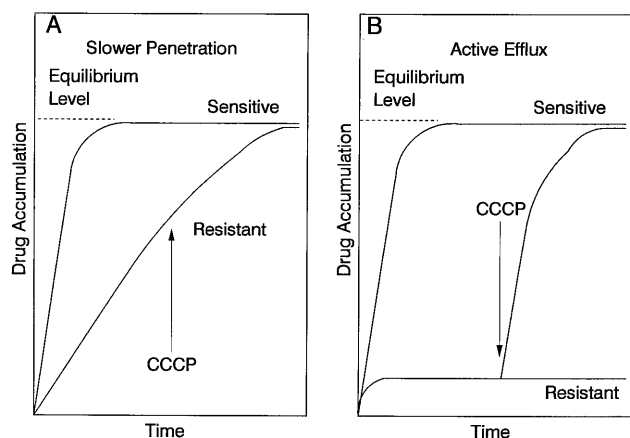 A
Slower Penetration
Equilibrium
Level
Sensitive
Resistant
CCCP
Drug Accumulation
Time
B
Active Efflux
Equilibrium
Level
Sensitive
CCCP
Resistant
Drug Accumulation
Time